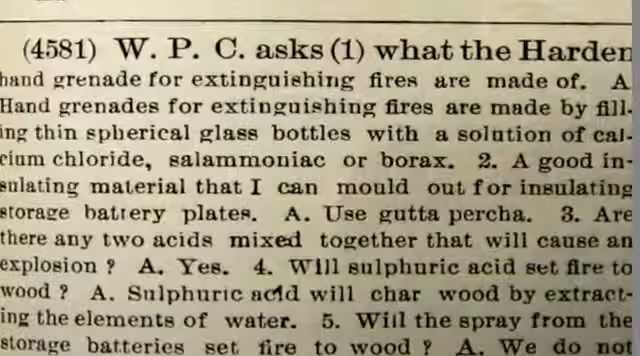 (4581) W. P. C. asks (1) what the Harden
hand grenade for extinguishing fires are made of. A
Hand grenades for extinguishing fires are made by fill-
ing thin spherical glass bottles with a solution of cal-
cium chloride, salammoniac or borax. 2. A good in-
sulating material that I can mould out for insulating
storage battery plates. A. Use gutta percha. 3. Are
there any two acids mixed together that will cause an
explosion? A. Yes. 4. Will sulphuric acid set fire to
wood? A. Sulphuric acid will char wood by extract-
ing the elements of water. 5. Will the spray from the
storage batteries set fire to wood? A. We do not